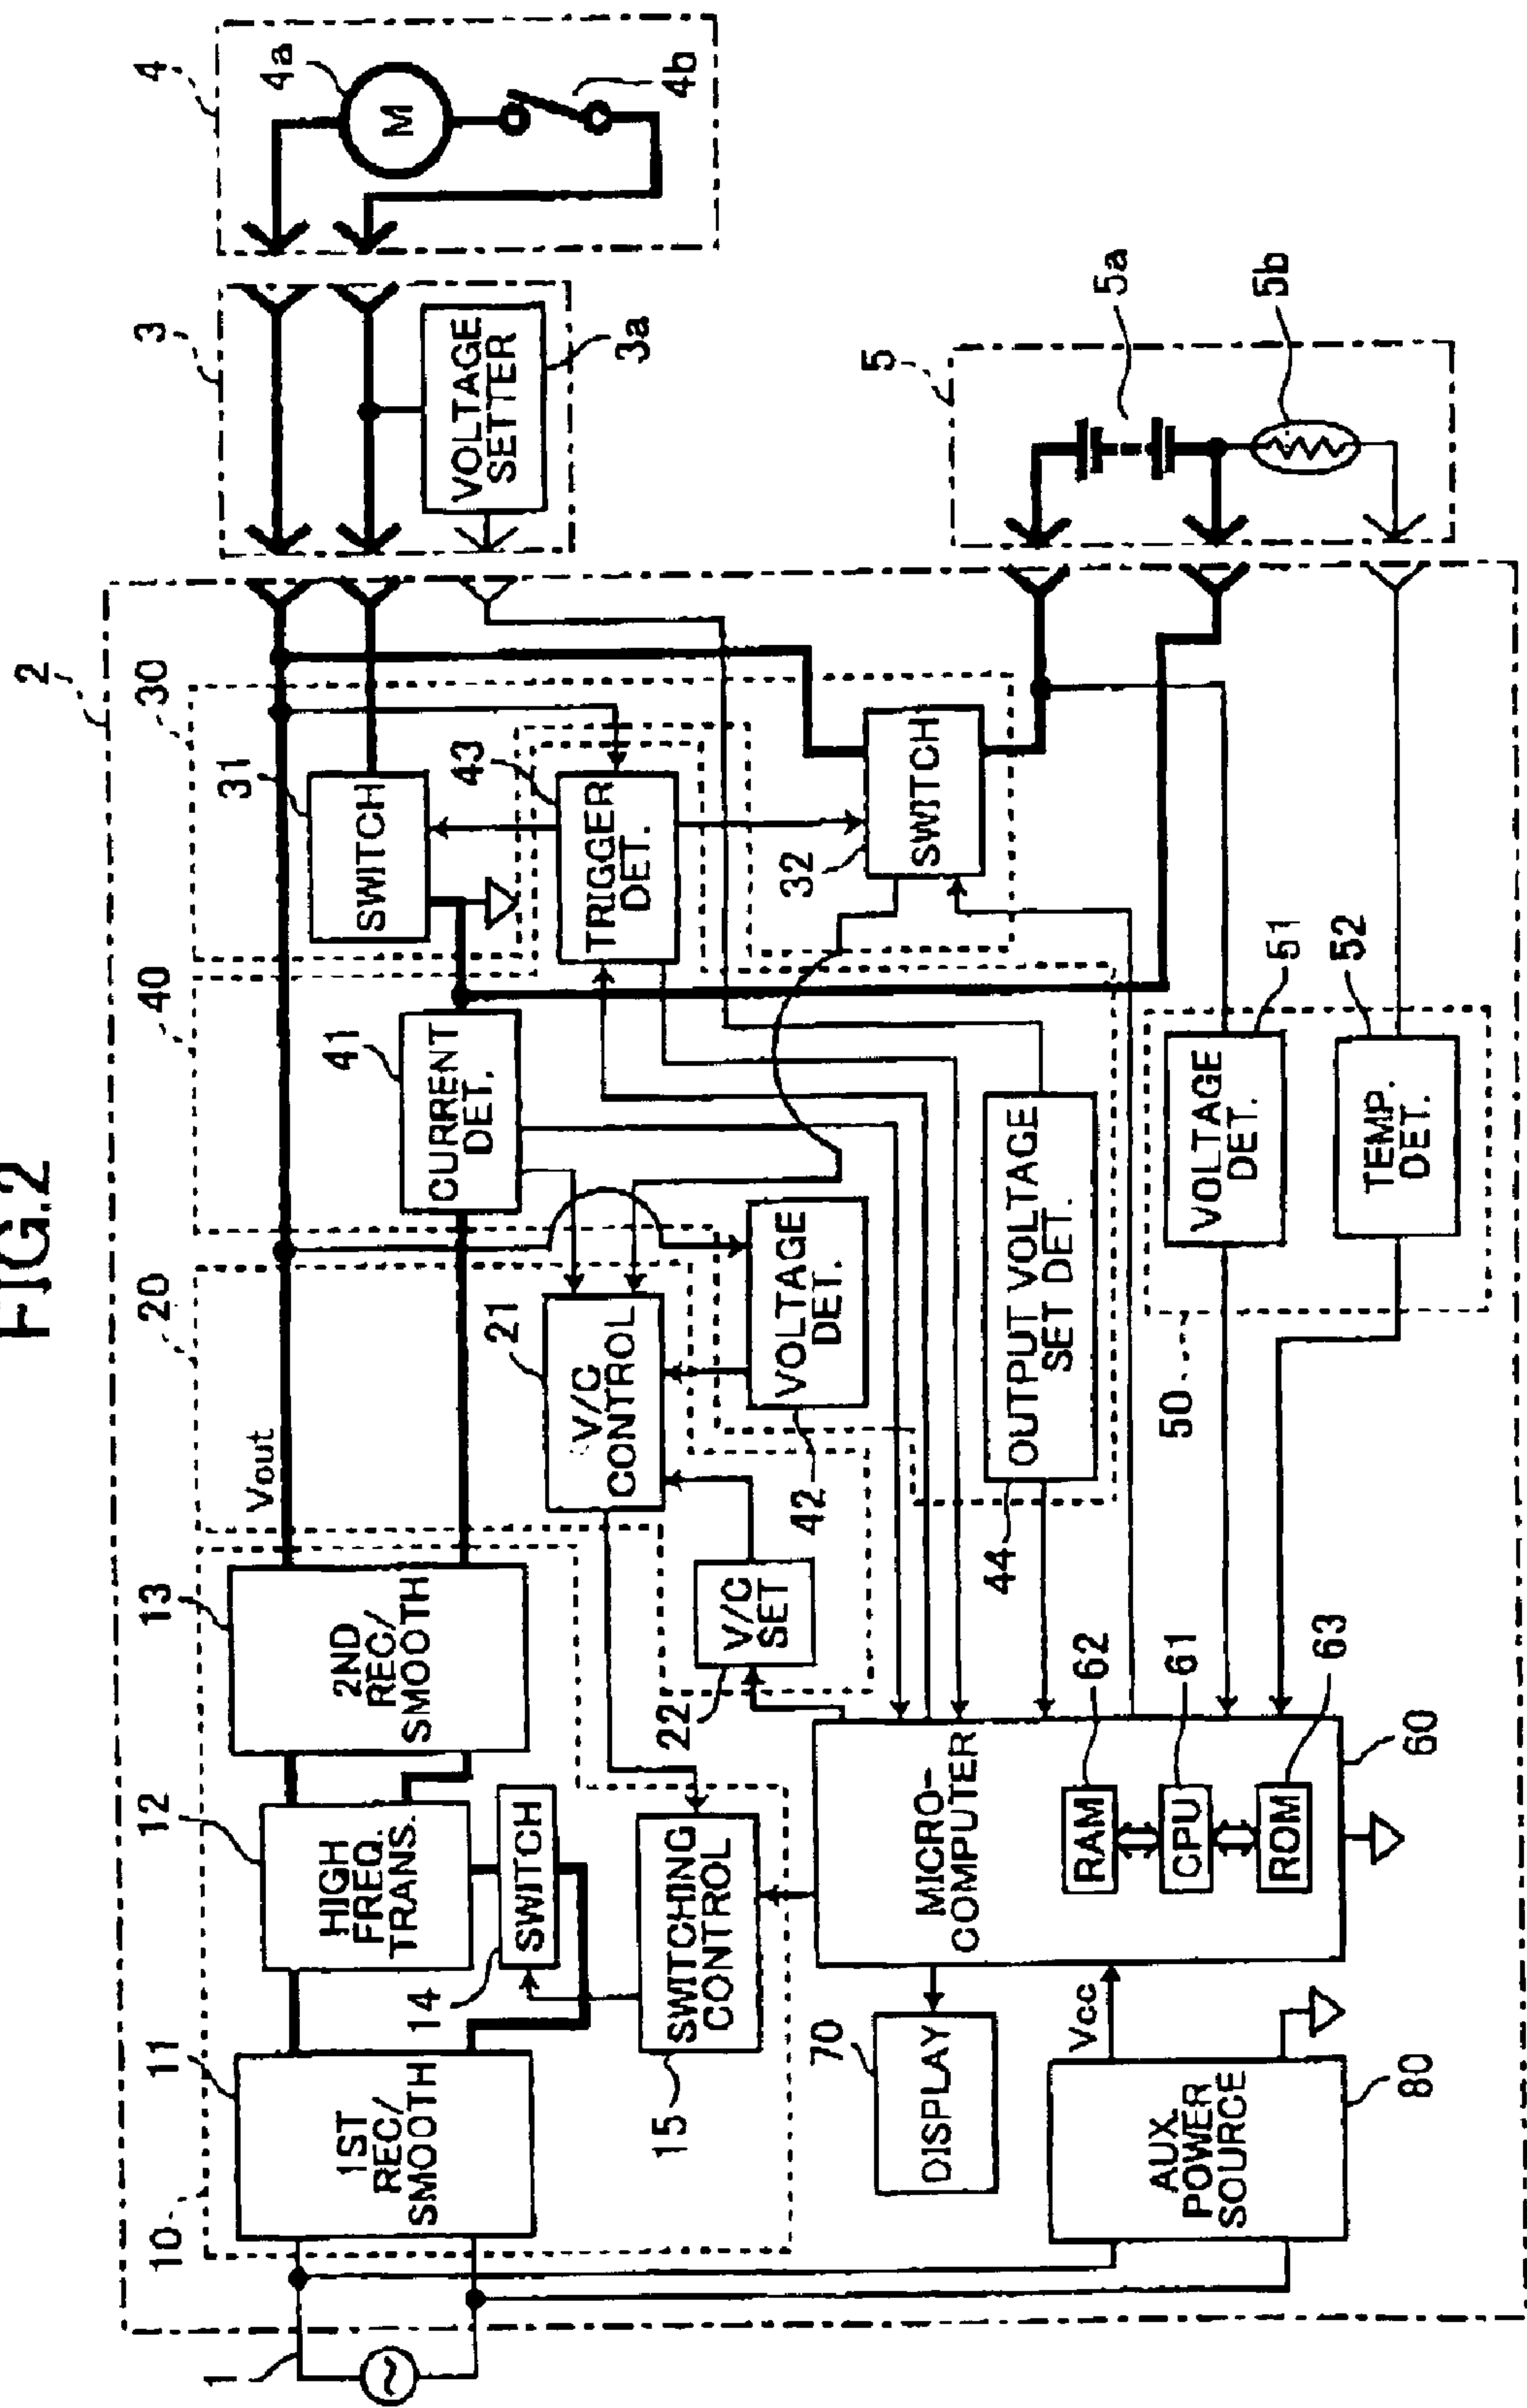 FIG.2
1
2
3
4
4a
M
4b
VOLTAGE
SETTER
3a
5
5a
5b
10
11
1ST
REC/
SMOOTH
12
HIGH
FREQ.
TRANS.
13
2ND
REC/
SMOOTH
14
SWITCH
15
SWITCHING
CONTROL
Vout
20
21
V/C
CONTROL
22
V/C
SET
30
31
SWITCH
32
SWITCH
40
41
CURRENT
DET.
42
VOLTAGE
DET.
43
TRIGGER
DET.
44
OUTPUT VOLTAGE
SET DET.
50
51
VOLTAGE
DET.
52
TEMP.
DET.
60
MICRO-
COMPUTER
RAM
62
CPU
61
ROM
63
70
DISPLAY
Vcc
80
AUX.
POWER
SOURCE